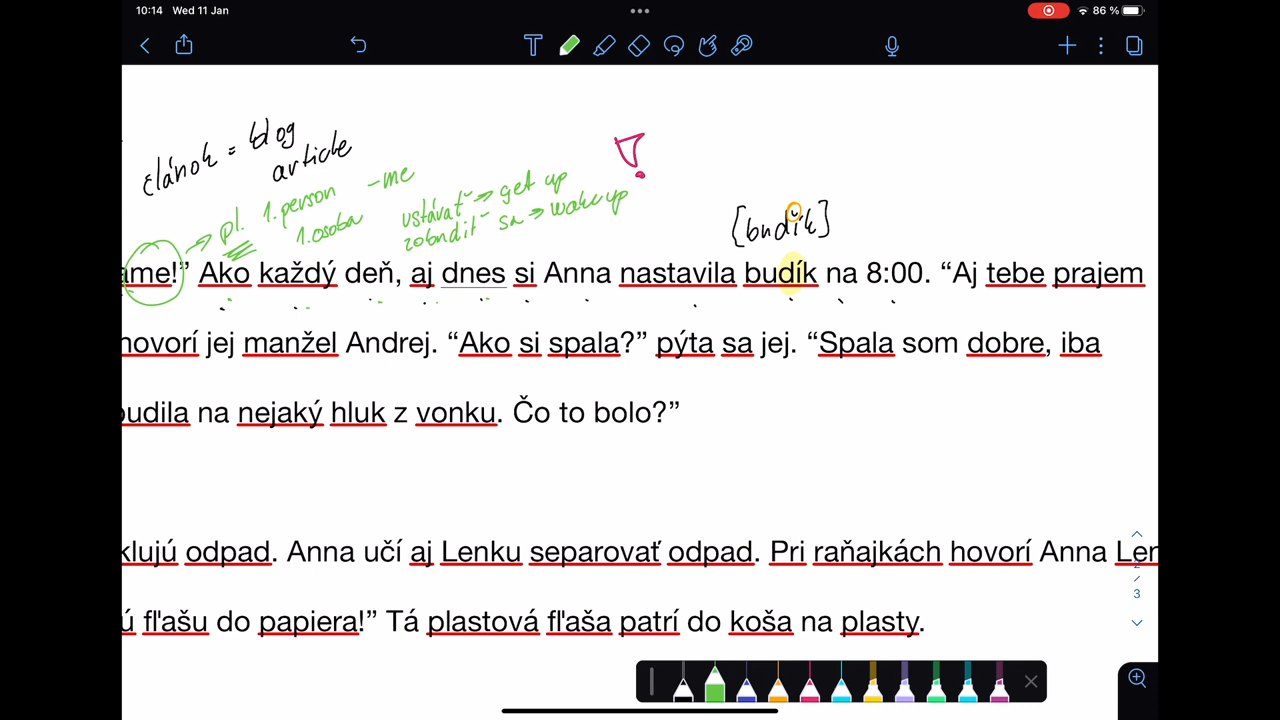 10:14 Wed 11 Jan
86 %
článok = blog
article
pl. 1. person -me
1. osoba
ustávať → get up
zobudiť sa → wake up
[buďík]
ame!” Ako každý deň, aj dnes si Anna nastavila budík na 8:00. “Aj tebe prajem
hovorí jej manžel Andrej. “Ako si spala?” pýta sa jej. “Spala som dobre, iba
budila na nejaký hluk z vonku. Čo to bolo?”
klujú odpad. Anna učí aj Lenku separovať odpad. Pri raňajkách hovorí Anna Len
ú fľašu do papiera!” Tá plastová fľaša patrí do koša na plasty.
2
/
3